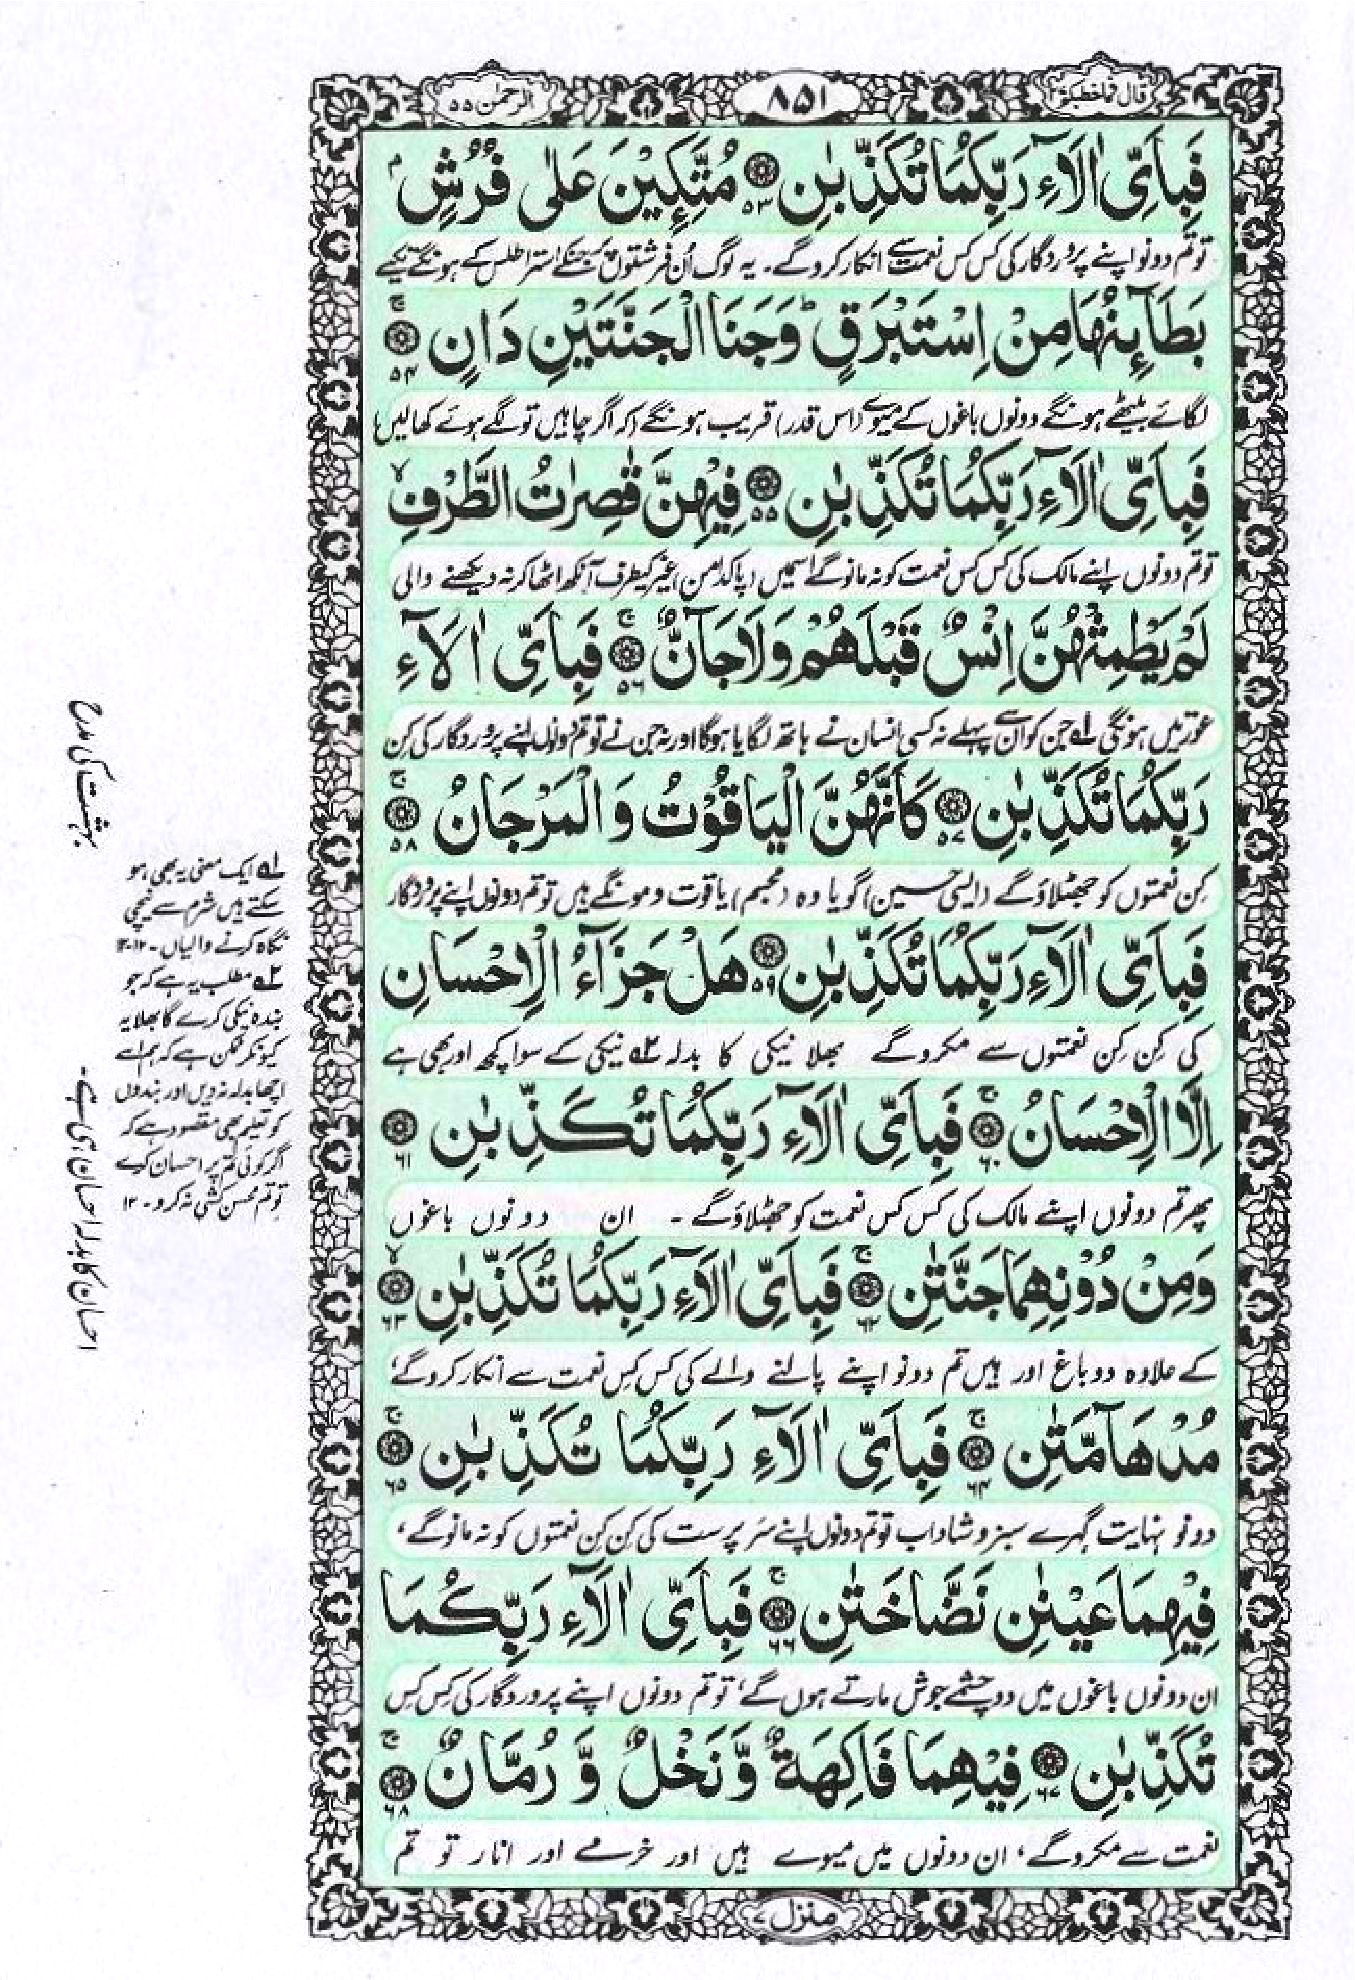 قال فما خطبکم ۲۷
۸۵۱
الرحمٰن ۵۵
فَبِاَیِّ اٰلَآءِ رَبِّكُمَا تُكَذِّبٰنِ ۵۳ مُتَّكِـِٕیْنَ عَلٰی فُرُشٍۭ
تو تم دونو اپنے پروردگار کی کس کس نعمت سے انکار کرو گے۔ یہ لوگ اُن فرشتوں پر جنکے استر اطلس کے ہونگے تکیے
بَطَآىِٕنُهَا مِنْ اِسْتَبْرَقٍ ؕ وَجَنَا الْجَنَّتَیْنِ دَانٍ ۚ ۵۴
لگائے بیٹھے ہونگے دونوں باغوں کے میوے (اس قدر) قریب ہونگے (کہ اگر چاہیں تو لگے ہوئے کھالیں
فَبِاَیِّ اٰلَآءِ رَبِّكُمَا تُكَذِّبٰنِ ۵۵ فِیْهِنَّ قٰصِرٰتُ الطَّرْفِ ۙ
تو تم دونوں اپنے مالک کی کس کس نعمت کو نہ مانو گے اسمیں (پاکدامن) غیر کیطرف آنکھ اٹھا کر نہ دیکھنے والی
لَمْ یَطْمِثْهُنَّ اِنْسٌ قَبْلَهُمْ وَلَا جَآنٌّ ۚ ۵۶ فَبِاَیِّ اٰلَآءِ
عورتیں ہونگی ۱؎ جن کو ان سے پہلے نہ کسی انسان نے ہاتھ لگایا ہوگا اور نہ جن نے تو تم دونوں اپنے پروردگار کی کن
رَبِّكُمَا تُكَذِّبٰنِ ۵۷ كَاَنَّهُنَّ الْیَاقُوْتُ وَالْمَرْجَانُ ۚ ۵۸
کِن نعمتوں کو جھٹلاؤ گے (ایسی حسین) گویا وہ (مجسم) یاقوت و مونگے ہیں تو تم دونوں اپنے پروردگار
فَبِاَیِّ اٰلَآءِ رَبِّكُمَا تُكَذِّبٰنِ ۵۹ هَلْ جَزَآءُ الْاِحْسَانِ
کی کِن کِن نعمتوں سے مکرو گے بھلا نیکی کا بدلہ ۲؎ نیکی کے سوا کچھ اور بھی ہے
اِلَّا الْاِحْسَانُ ۚ ۶۰ فَبِاَیِّ اٰلَآءِ رَبِّكُمَا تُكَذِّبٰنِ ۶۱
پھر تم دونوں اپنے مالک کی کس کس نعمت کو جھٹلاؤ گے ۔ ان دونوں باغوں
وَمِنْ دُوْنِهِمَا جَنَّتٰنِ ۚ ۶۲ فَبِاَیِّ اٰلَآءِ رَبِّكُمَا تُكَذِّبٰنِ ۙ ۶۳
کے علاوہ دو باغ اور ہیں تم دونو اپنے پالنے والے کی کس کس نعمت سے انکار کرو گے
مُدْهَآمَّتٰنِ ۚ ۶۴ فَبِاَیِّ اٰلَآءِ رَبِّكُمَا تُكَذِّبٰنِ ۚ ۶۵
دونو نہایت گہرے سبز و شاداب تو تم دونوں اپنے سرپرست کی کِن کِن نعمتوں کو نہ مانو گے،
فِیْهِمَا عَیْنٰنِ نَضَّاخَتٰنِ ۚ ۶۶ فَبِاَیِّ اٰلَآءِ رَبِّكُمَا
ان دونوں باغوں میں دو چشمے جوش مارتے ہوں گے، تو تم دونوں اپنے پروردگار کی کس کس
تُكَذِّبٰنِ ۶۷ فِیْهِمَا فَاكِهَةٌ وَّنَخْلٌ وَّرُمَّانٌ ۚ ۶۸
نعمت سے مکرو گے، ان دونوں میں میوے ہیں اور خرمے اور انار تو تم
منزل ۷
بہشت کی مدح
۱؎ ایک معنی یہ بھی ہو
سکتے ہیں شرم سے نیچی
نگاہ کرنے والیاں۔ ۱۲
۲؎ مطلب یہ ہے کہ جو
بندہ نیکی کرے گا بھلا یہ
کیونکر ممکن ہے کہ ہم اسے
اچھا بدلہ نہ دیں اور بندوں
کو تعلیم بھی مقصود ہے کہ
اگر کوئی تم پر احسان کرے
تو تم محسن کشی نہ کرو۔ ۱۲
احسان کا بدلہ احسان ہی ہے۔